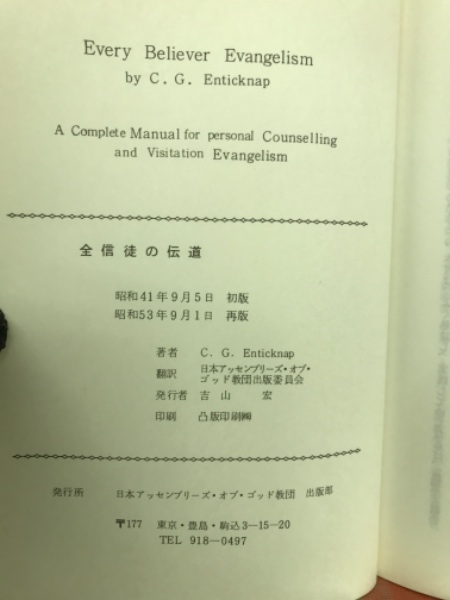 Every Believer Evangelism
by C. G. Enticknap
A Complete Manual for personal Counselling
and Visitation Evangelism
全信徒の伝道
昭和41年9月5日 初版
昭和53年9月1日 再版
著者 C. G. Enticknap
翻訳 日本アッセンブリーズ・オブ・
ゴッド教団出版委員会
発行者 吉山 宏
印刷 凸版印刷㈱
発行所 日本アッセンブリーズ・オブ・ゴッド教団 出版部
〒177 東京・豊島・駒込3-15-20
TEL 918-0497